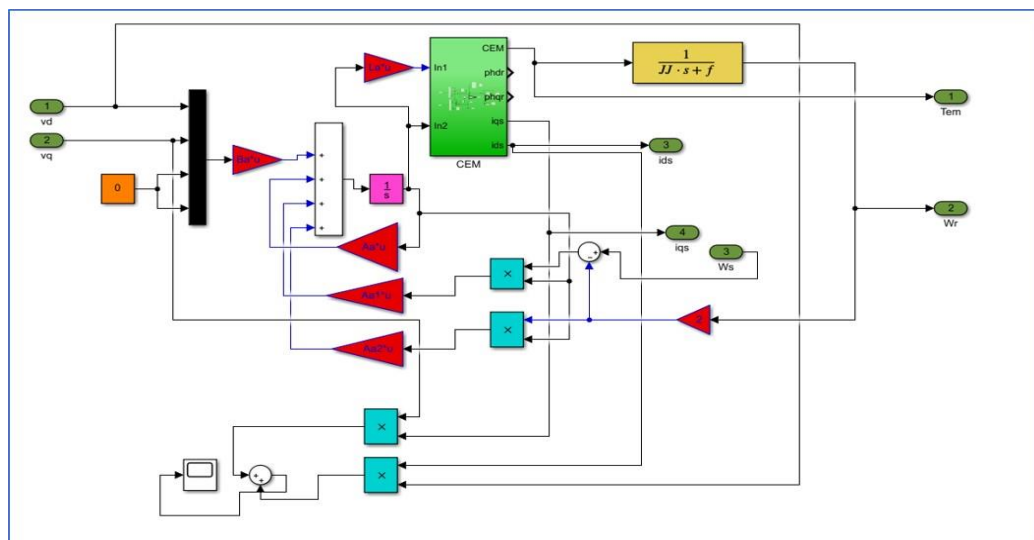 CEM
1
JJ · s + f
La*u
In1
phdr
1
vd
phqr
1
Tem
2
vq
iqs
In2
ids
3
ids
CEM
Ba*u
0
1
s
2
Wr
4
iqs
3
Ws
Aa*u
Aa1*u
2
Aa2*u